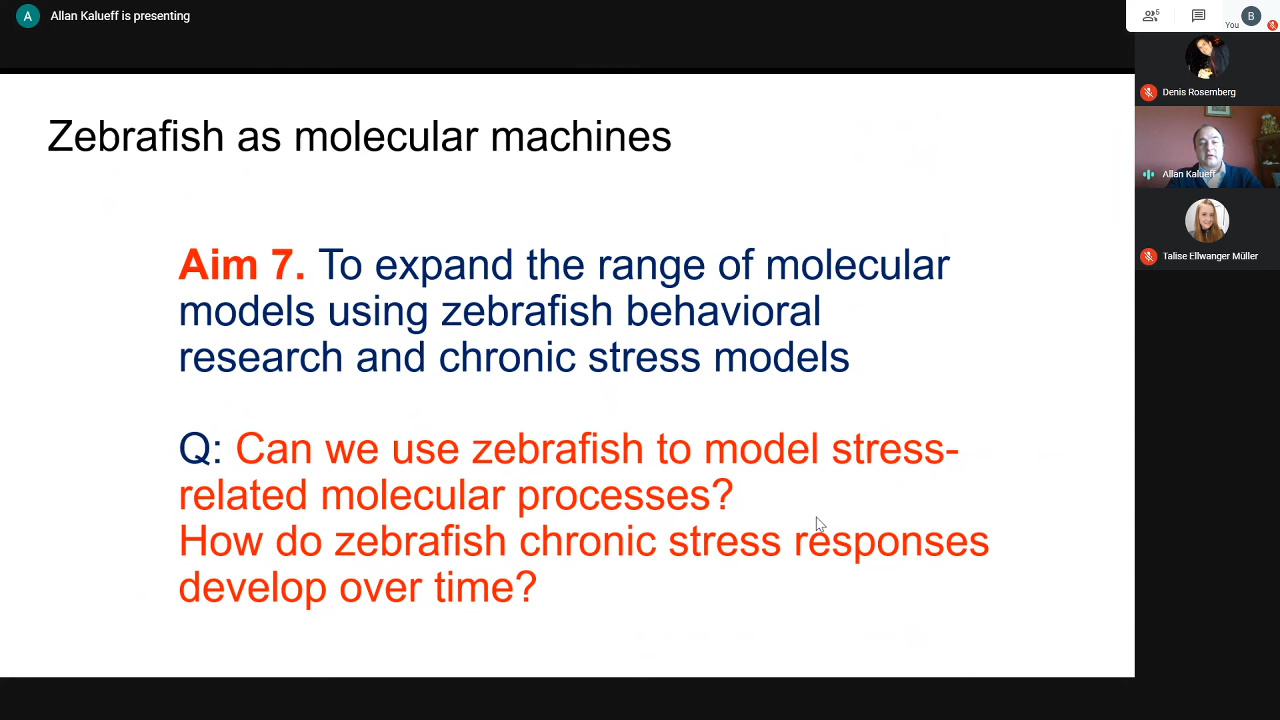 A
Allan Kalueff is presenting
5
B
You
Denis Rosemberg
Allan Kalueff
Talise Ellwanger Müller
Zebrafish as molecular machines
Aim 7. To expand the range of molecular
models using zebrafish behavioral
research and chronic stress models
Q: Can we use zebrafish to model stress-
related molecular processes?
How do zebrafish chronic stress responses
develop over time?